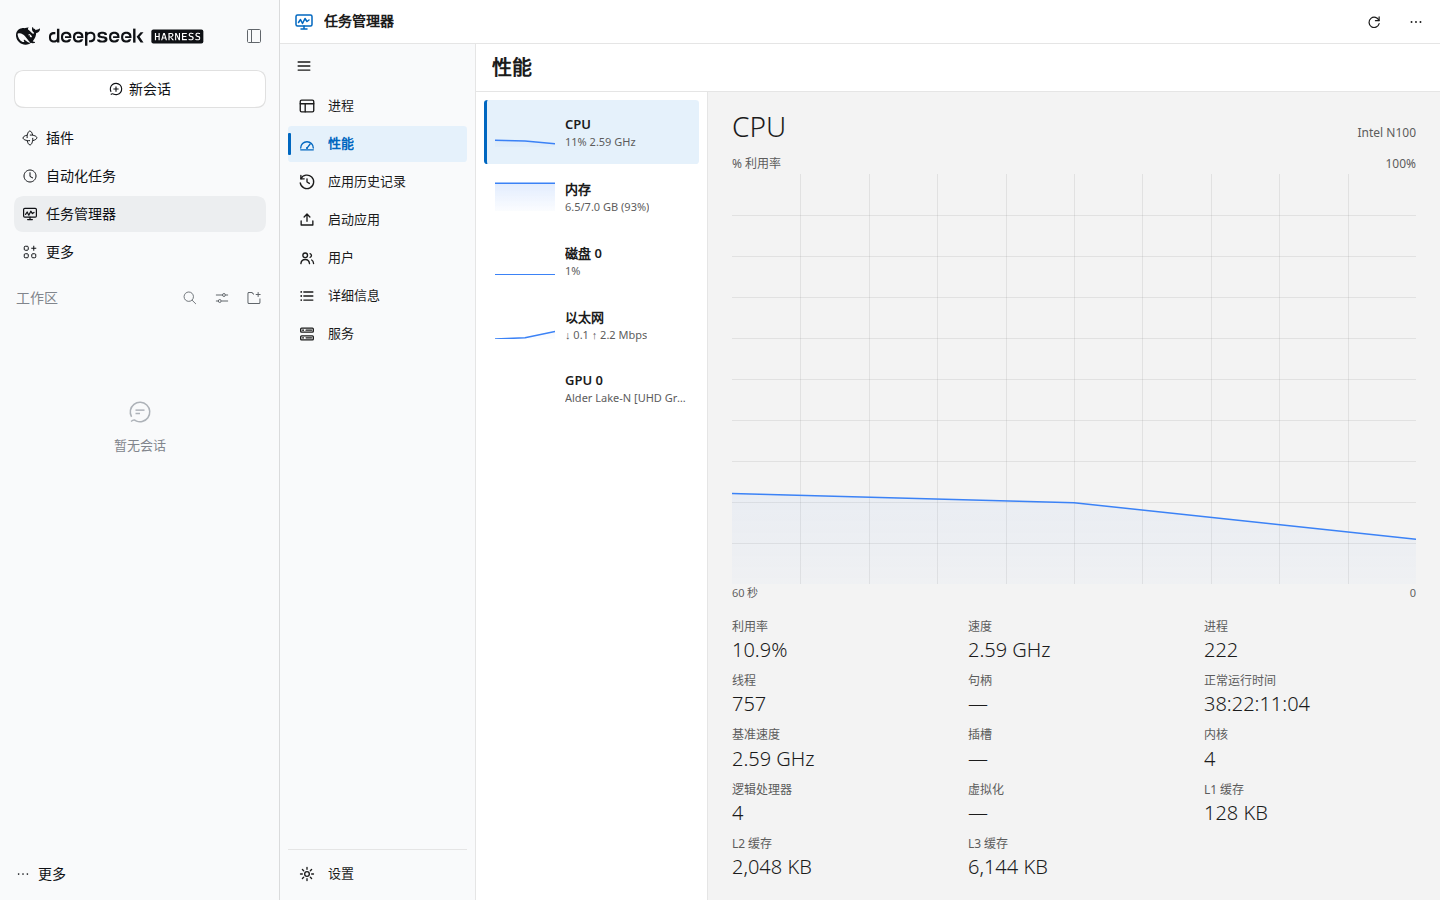 deepseek HARNESS
新会话
插件
自动化任务
任务管理器
更多
工作区
暂无会话
更多
任务管理器
进程
性能
应用历史记录
启动应用
用户
详细信息
服务
设置
性能
CPU
11% 2.59 GHz
内存
6.5/7.0 GB (93%)
磁盘 0
1%
以太网
↓ 0.1 ↑ 2.2 Mbps
GPU 0
Alder Lake-N [UHD Gr...
CPU
Intel N100
% 利用率
100%
60 秒
0
利用率
速度
进程
10.9%
2.59 GHz
222
线程
句柄
正常运行时间
757
—
38:22:11:04
基准速度
插槽
内核
2.59 GHz
—
4
逻辑处理器
虚拟化
L1 缓存
4
—
128 KB
L2 缓存
L3 缓存
2,048 KB
6,144 KB